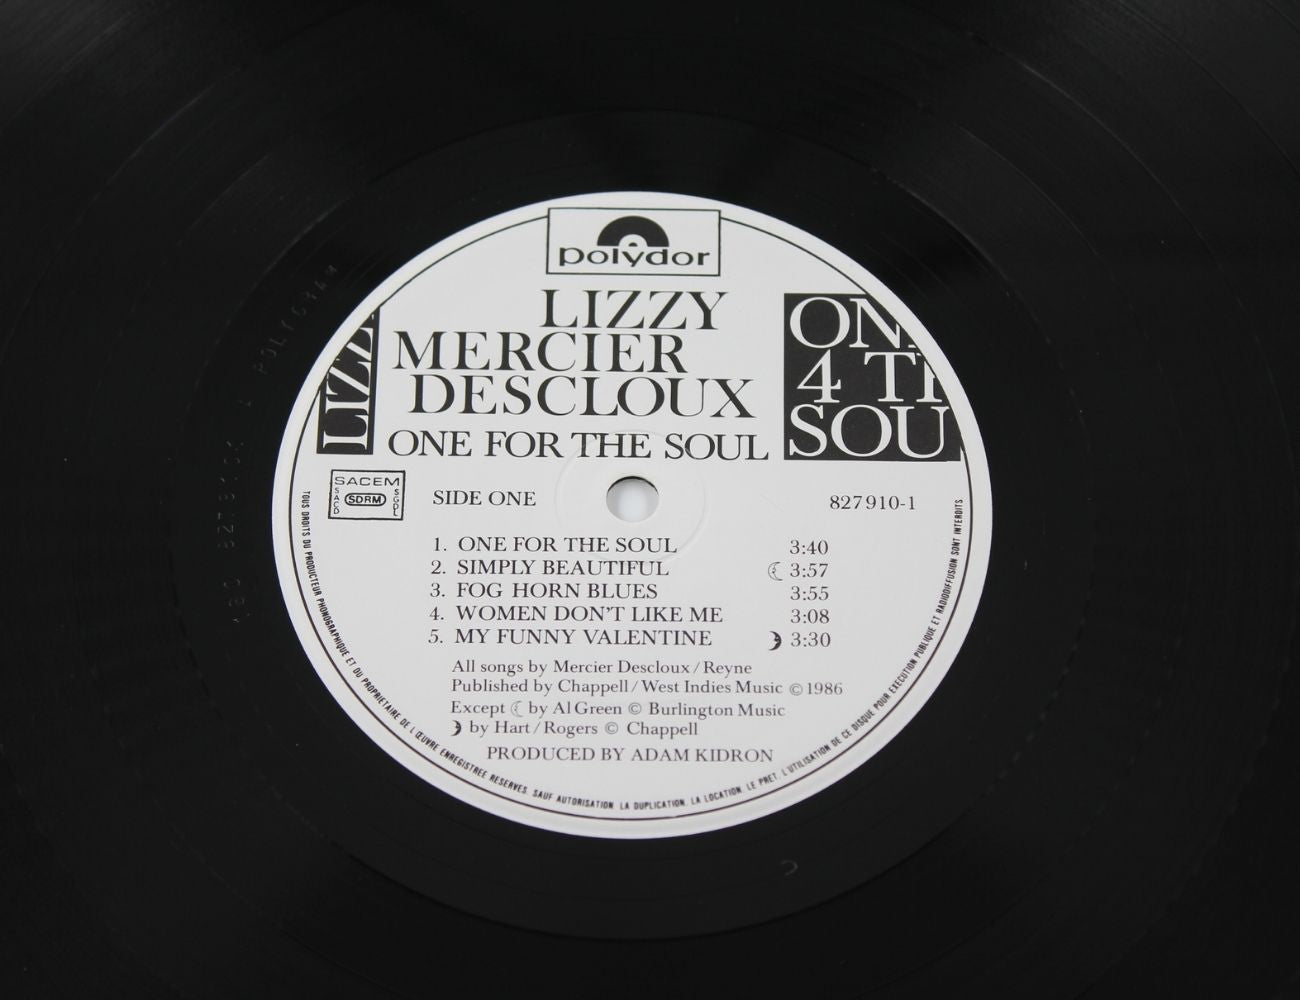 polydor
LIZZY
MERCIER
DESCLOUX
ONE FOR THE SOUL
LIZZ
ON
4 T
SOU
SACEM
SACD
SDRM
SGDL
SIDE ONE
827 910-1
1. ONE FOR THE SOUL 3:40
2. SIMPLY BEAUTIFUL ☾ 3:57
3. FOG HORN BLUES 3:55
4. WOMEN DON'T LIKE ME 3:08
5. MY FUNNY VALENTINE ❩ 3:30
All songs by Mercier Descloux / Reyne
Published by Chappell / West Indies Music © 1986
Except ☾ by Al Green © Burlington Music
❩ by Hart / Rogers © Chappell
PRODUCED BY ADAM KIDRON
TOUS DROITS DU PRODUCTEUR PHONOGRAPHIQUE ET DU PROPRIETAIRE DE L'ŒUVRE ENREGISTREE RESERVES. SAUF AUTORISATION LA DUPLICATION, LA LOCATION, LE PRET, L'UTILISATION DE CE DISQUE POUR EXECUTION PUBLIQUE ET RADIODIFFUSION SONT INTERDITS
POLYGRAM